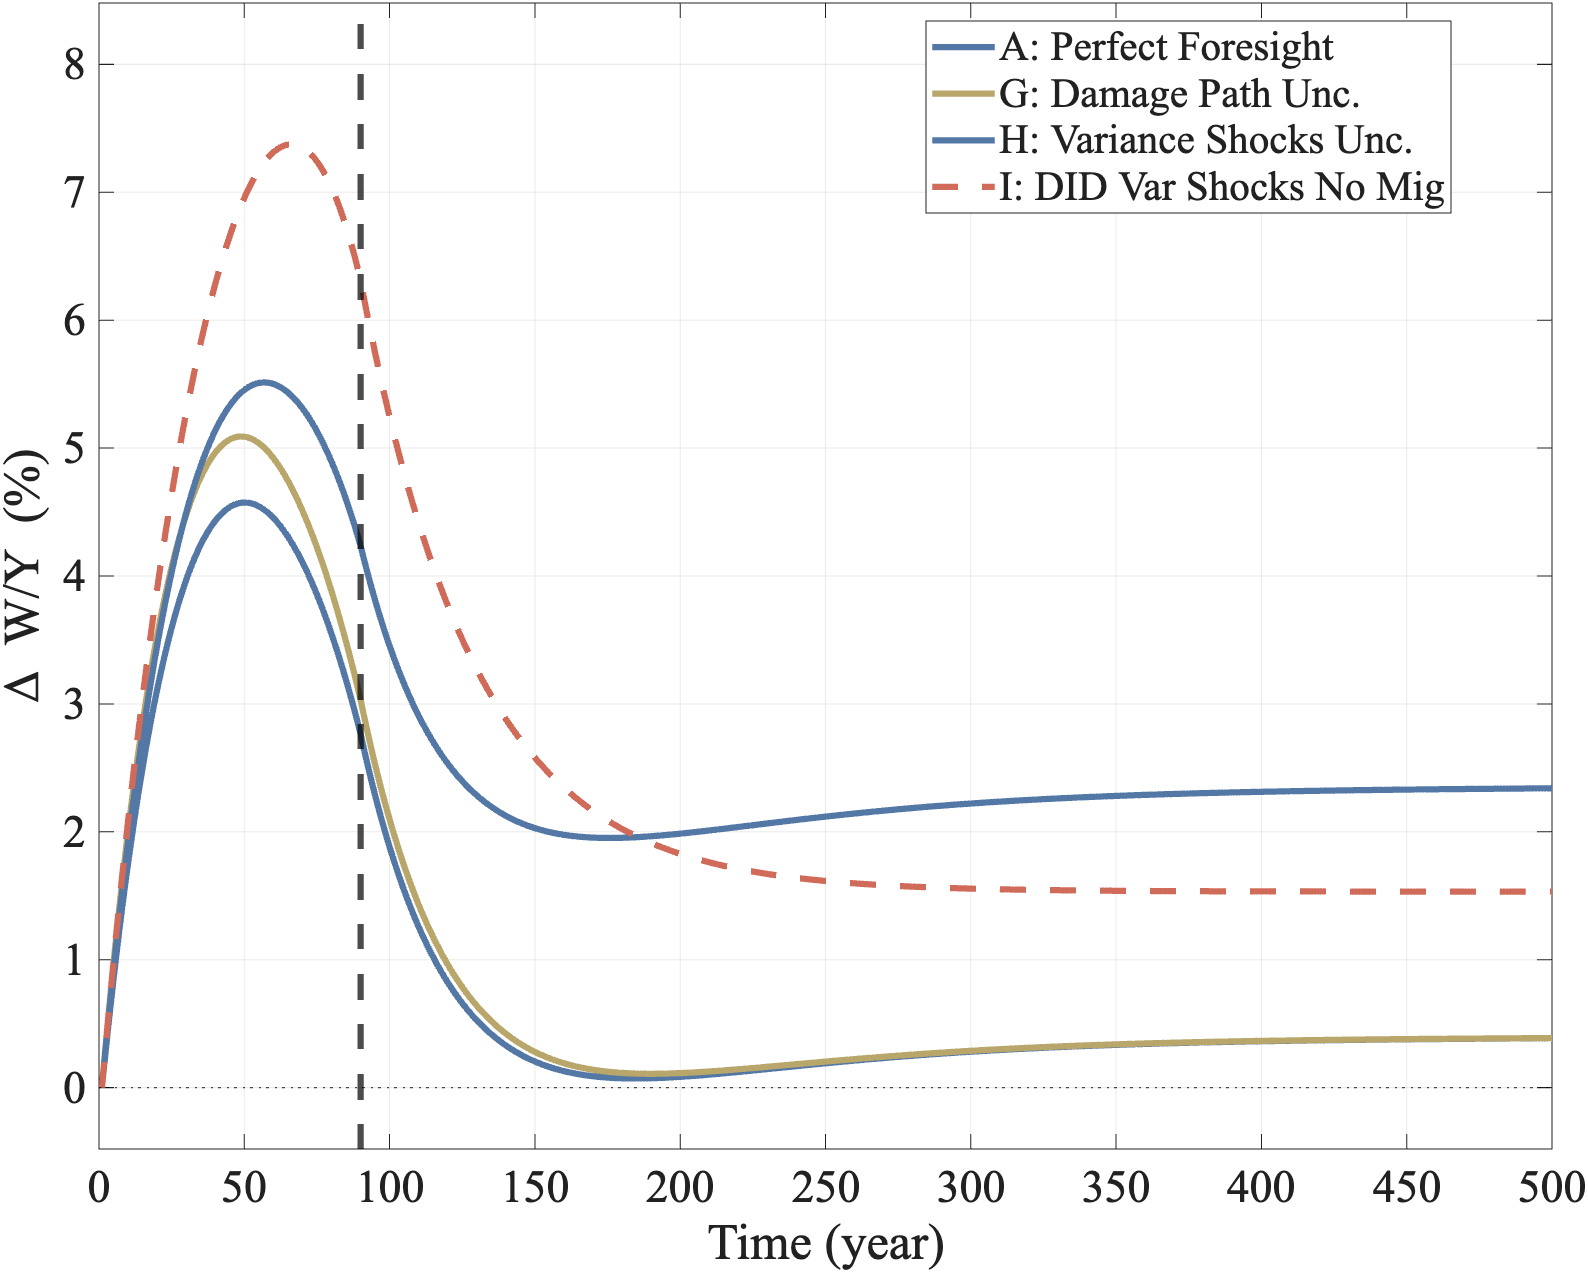 A: Perfect Foresight
G: Damage Path Unc.
H: Variance Shocks Unc.
I: DID Var Shocks No Mig
8
7
6
5
4
3
2
1
0
Δ W/Y (%)
0 50 100 150 200 250 300 350 400 450 500
Time (year)